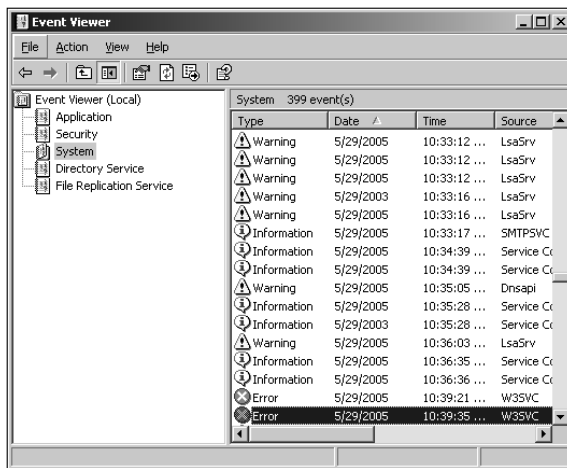 Event Viewer
File Action View Help
Event Viewer (Local)
Application
Security
System
Directory Service
File Replication Service
System 399 event(s)
Type Date Time Source
Warning 5/29/2005 10:33:12 ... LsaSrv
Warning 5/29/2005 10:33:12 ... LsaSrv
Warning 5/29/2005 10:33:12 ... LsaSrv
Warning 5/29/2003 10:33:16 ... LsaSrv
Warning 5/29/2005 10:33:16 ... LsaSrv
Information 5/29/2005 10:33:17 ... SMTPSVC
Information 5/29/2005 10:34:39 ... Service Co
Information 5/29/2005 10:34:39 ... Service Co
Warning 5/29/2005 10:35:05 ... Dnsapi
Information 5/29/2005 10:35:28 ... Service Co
Information 5/29/2003 10:35:28 ... Service Co
Warning 5/29/2005 10:36:03 ... LsaSrv
Information 5/29/2005 10:36:35 ... Service Co
Information 5/29/2005 10:36:36 ... Service Co
Error 5/29/2005 10:39:21 ... W3SVC
Error 5/29/2005 10:39:35 ... W3SVC